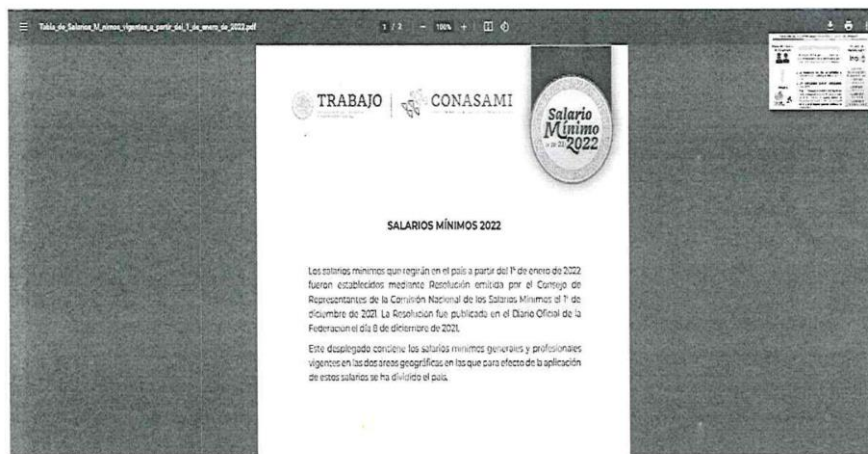 Tabla_de_Salarios_M_nimos_vigentes_a_partir_del_1_de_enero_de_2022.pdf
1 / 2
100%
TRABAJO
CONASAMI
Salario
Mínimo
2022
SALARIOS MÍNIMOS 2022
Los salarios mínimos que regirán en el país a partir del 1º de enero de 2022
fueron establecidos mediante Resolución emitida por el Consejo de
Representantes de la Comisión Nacional de los Salarios Mínimos el 1º de
diciembre de 2021. La Resolución fue publicada en el Diario Oficial de la
Federación el día 8 de diciembre de 2021.
Este desplegado contiene los salarios mínimos generales y profesionales
vigentes en las dos áreas geográficas en las que para efecto de la aplicación
de estos salarios se ha dividido el país.